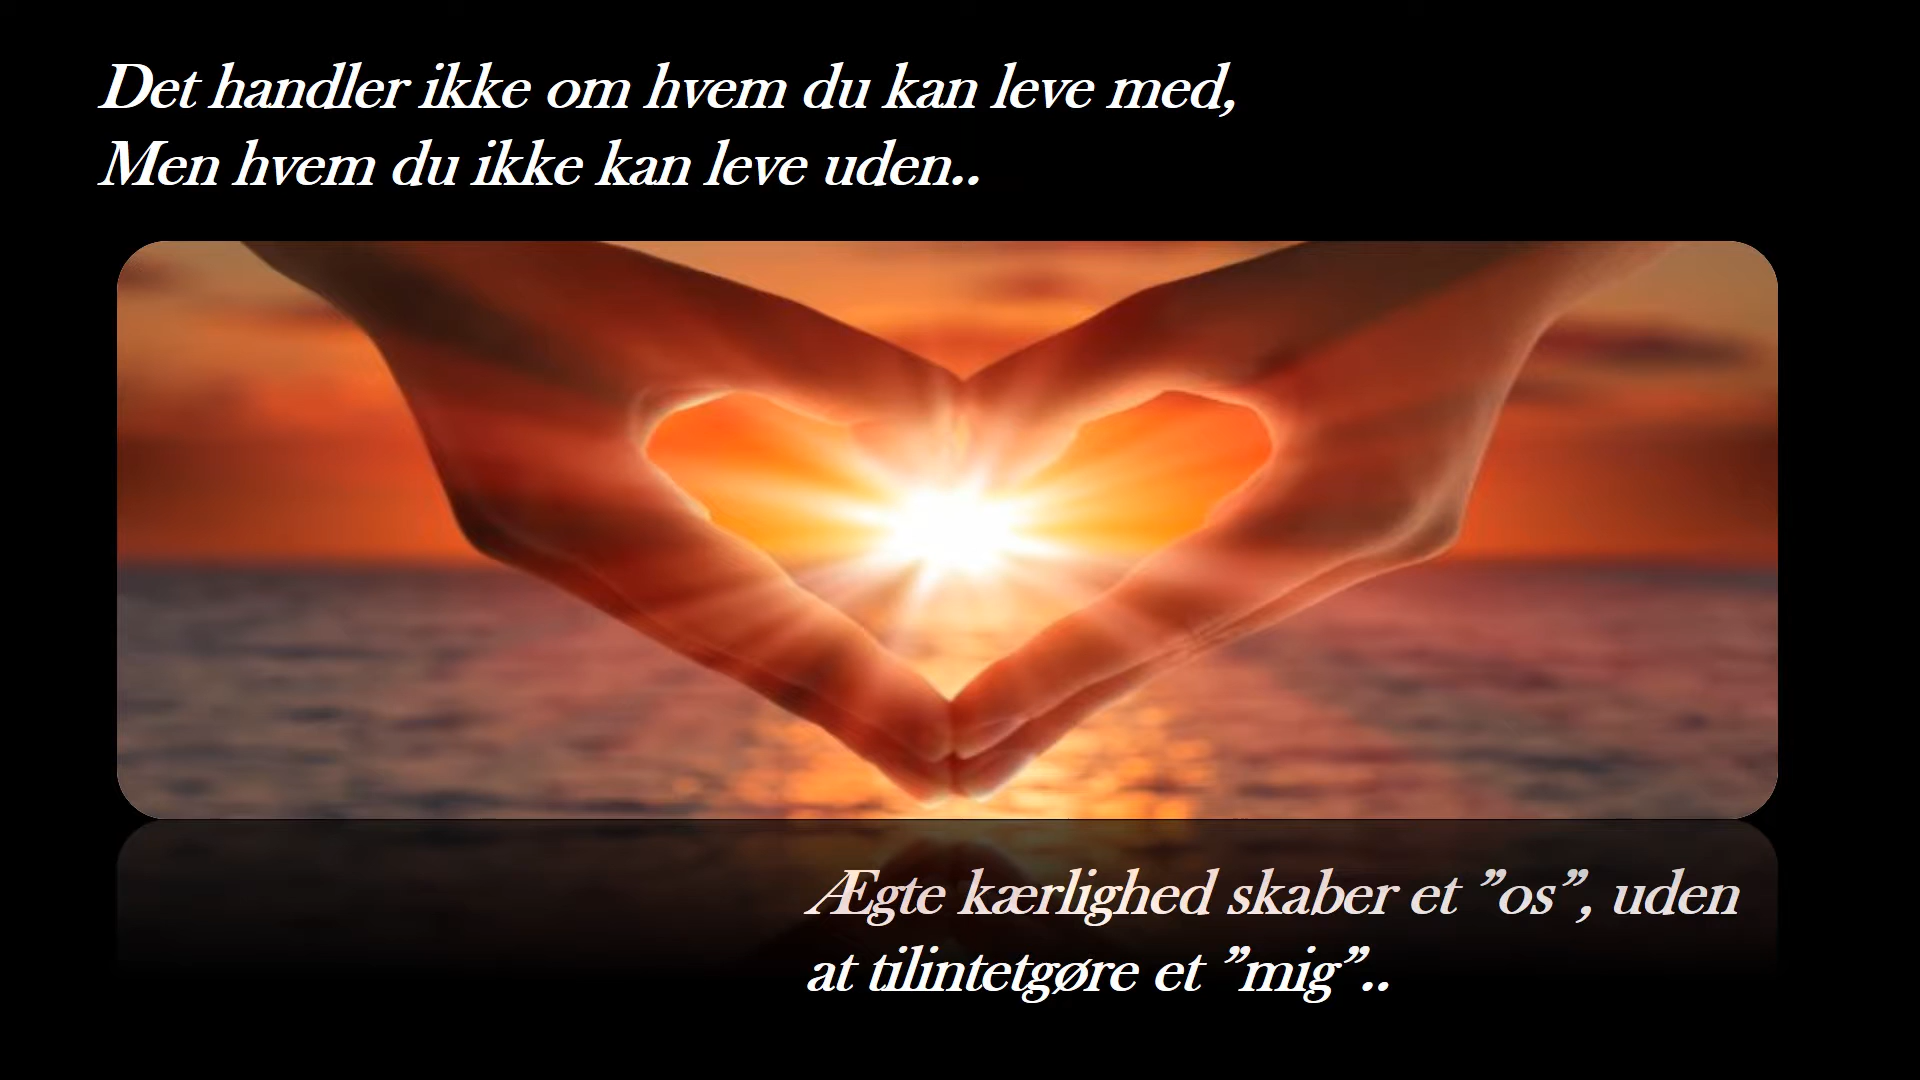 Det handler ikke om hvem du kan leve med,
Men hvem du ikke kan leve uden..
Ægte kærlighed skaber et ”os”, uden
at tilintetgøre et ”mig”..